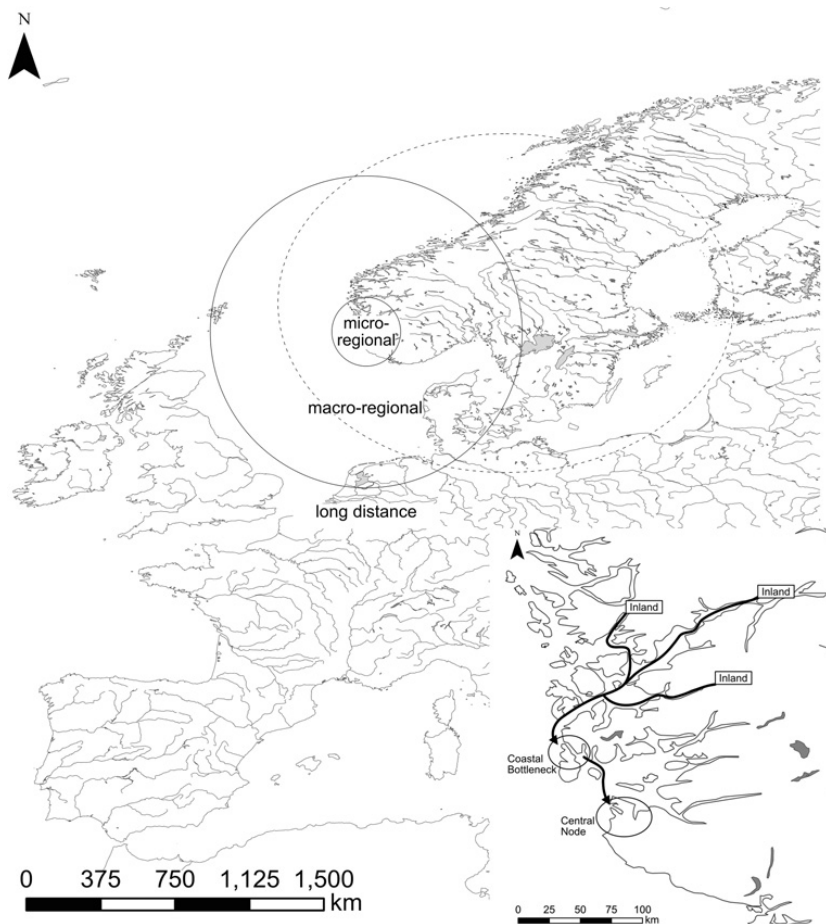 N
micro-
regional
macro-regional
long distance
N
Inland
Inland
Inland
Coastal
Bottleneck
Central
Node
0 375 750 1,125 1,500
km
0 25 50 75 100
km